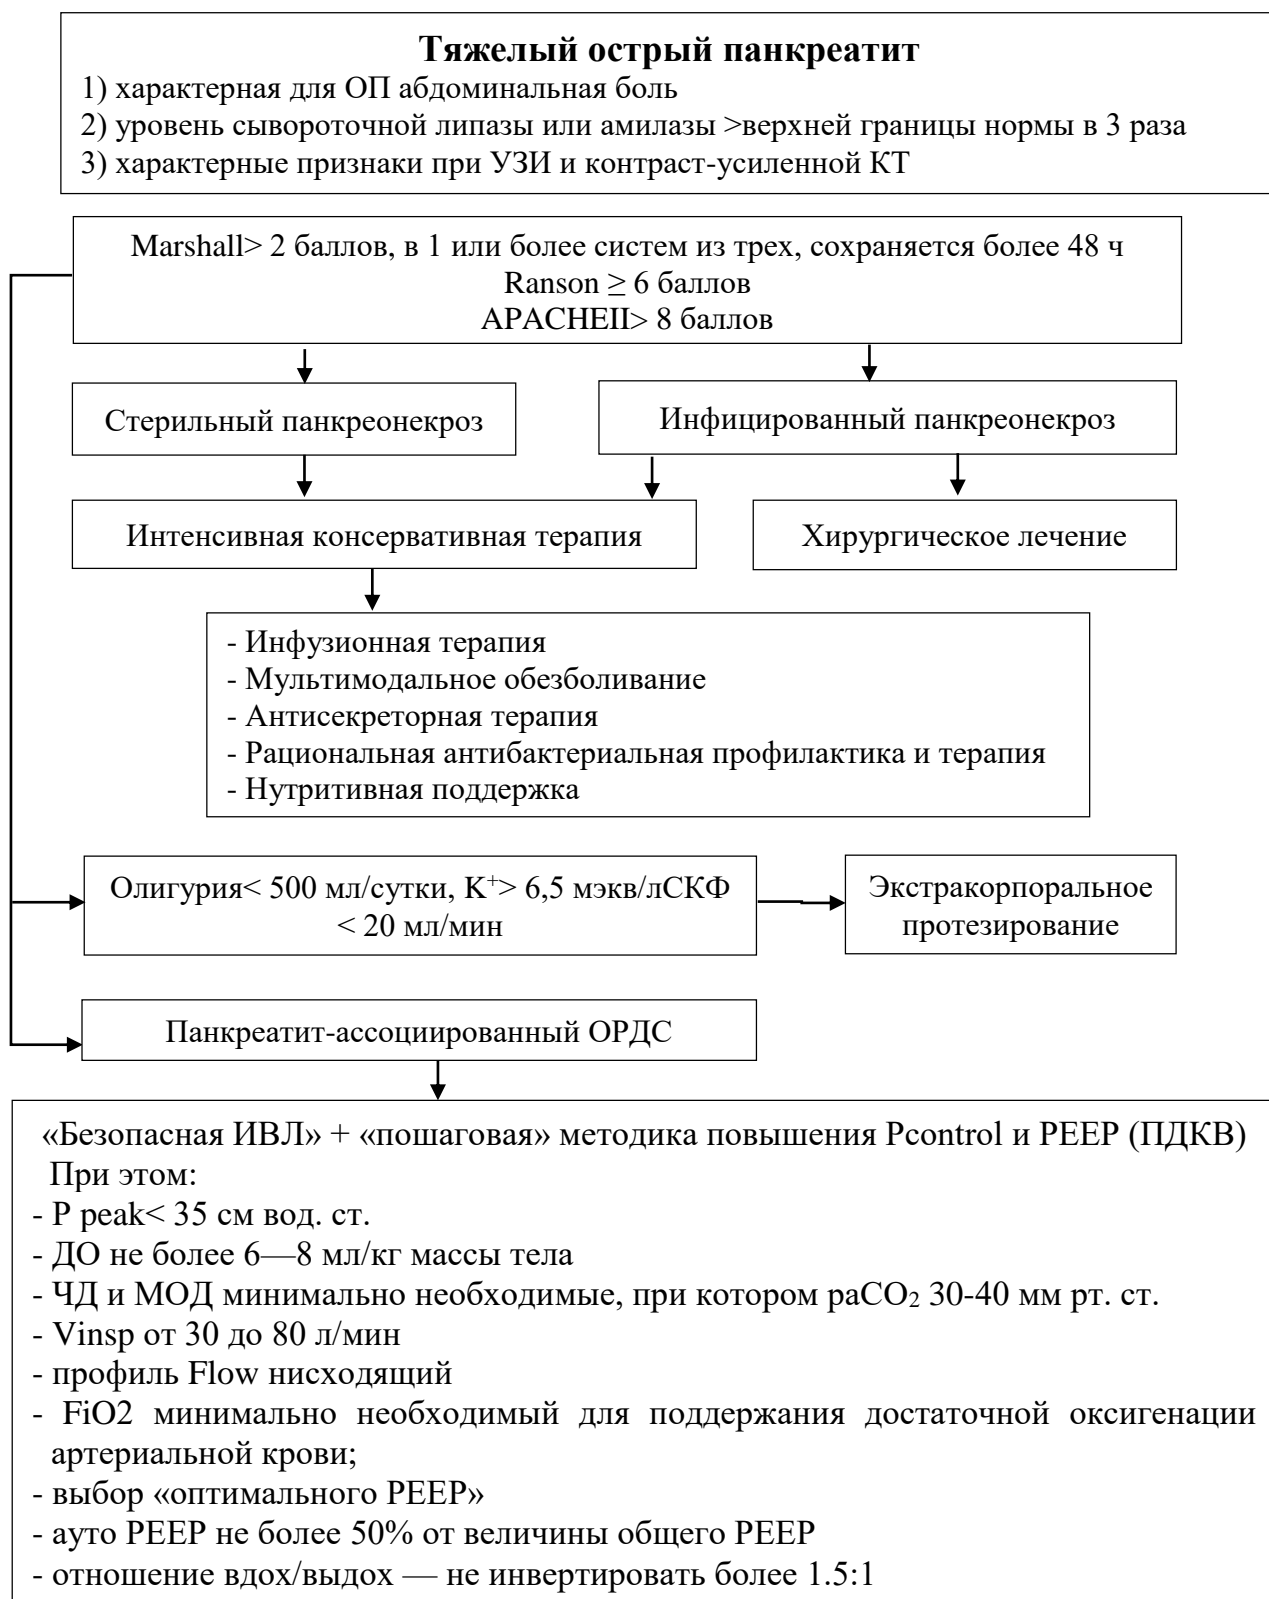 Тяжелый острый панкреатит
1) характерная для ОП абдоминальная боль
2) уровень сывороточной липазы или амилазы >верхней границы нормы в 3 раза
3) характерные признаки при УЗИ и контраст-усиленной КТ
Marshall> 2 баллов, в 1 или более систем из трех, сохраняется более 48 ч
Ranson ≥ 6 баллов
APACHEII> 8 баллов
Стерильный панкреонекроз
Инфицированный панкреонекроз
Интенсивная консервативная терапия
Хирургическое лечение
- Инфузионная терапия
- Мультимодальное обезболивание
- Антисекреторная терапия
- Рациональная антибактериальная профилактика и терапия
- Нутритивная поддержка
Олигурия< 500 мл/сутки, K⁺> 6,5 мэкв/лСКФ
< 20 мл/мин
Экстракорпоральное
протезирование
Панкреатит-ассоциированный ОРДС
«Безопасная ИВЛ» + «пошаговая» методика повышения Pcontrol и PEEP (ПДКВ)
При этом:
- P peak< 35 см вод. ст.
- ДО не более 6—8 мл/кг массы тела
- ЧД и МОД минимально необходимые, при котором paCO₂ 30-40 мм рт. ст.
- Vinsp от 30 до 80 л/мин
- профиль Flow нисходящий
- FiO2 минимально необходимый для поддержания достаточной оксигенации
артериальной крови;
- выбор «оптимального PEEP»
- ауто PEEP не более 50% от величины общего PEEP
- отношение вдох/выдох — не инвертировать более 1.5:1